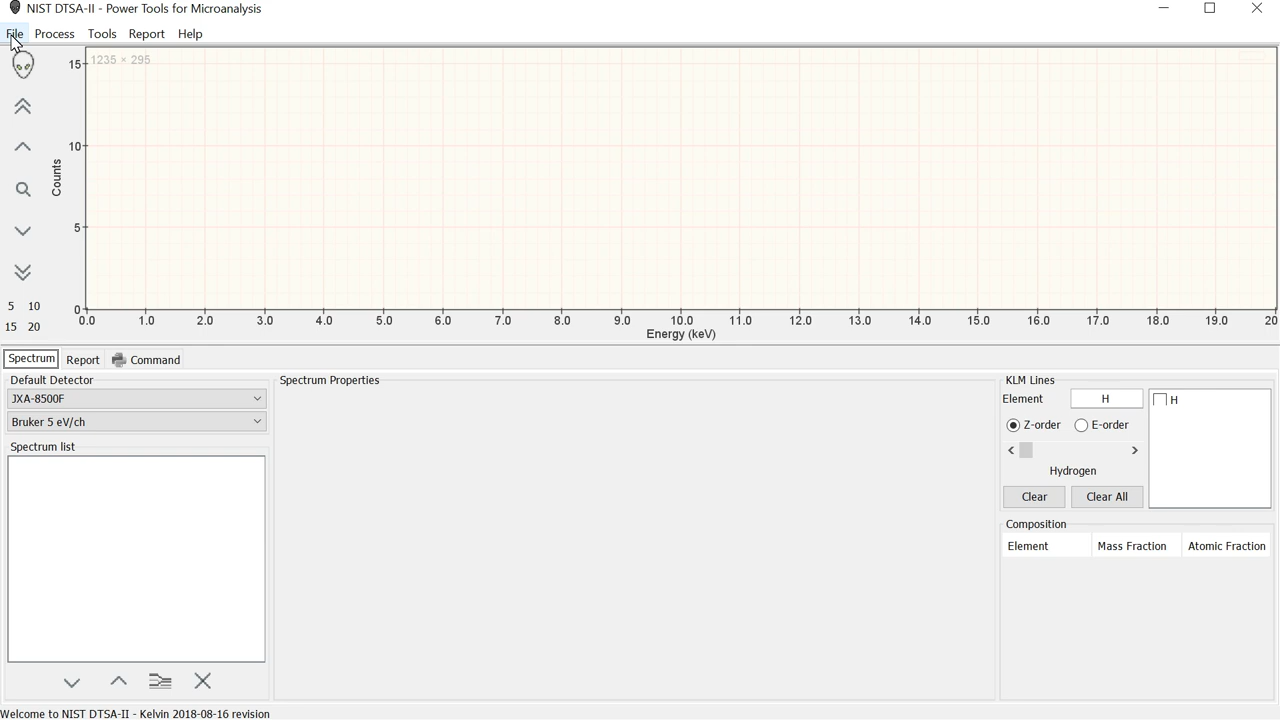 NIST DTSA-II - Power Tools for Microanalysis
File Process Tools Report Help
1235 × 295
15
10
5
0
Counts
0.0 1.0 2.0 3.0 4.0 5.0 6.0 7.0 8.0 9.0 10.0 11.0 12.0 13.0 14.0 15.0 16.0 17.0 18.0 19.0 20
Energy (keV)
5 10
15 20
Spectrum Report Command
Default Detector
JXA-8500F
Bruker 5 eV/ch
Spectrum list
Spectrum Properties
KLM Lines
Element H
H
Z-order E-order
Hydrogen
Clear Clear All
Composition
Element Mass Fraction Atomic Fraction
Welcome to NIST DTSA-II - Kelvin 2018-08-16 revision